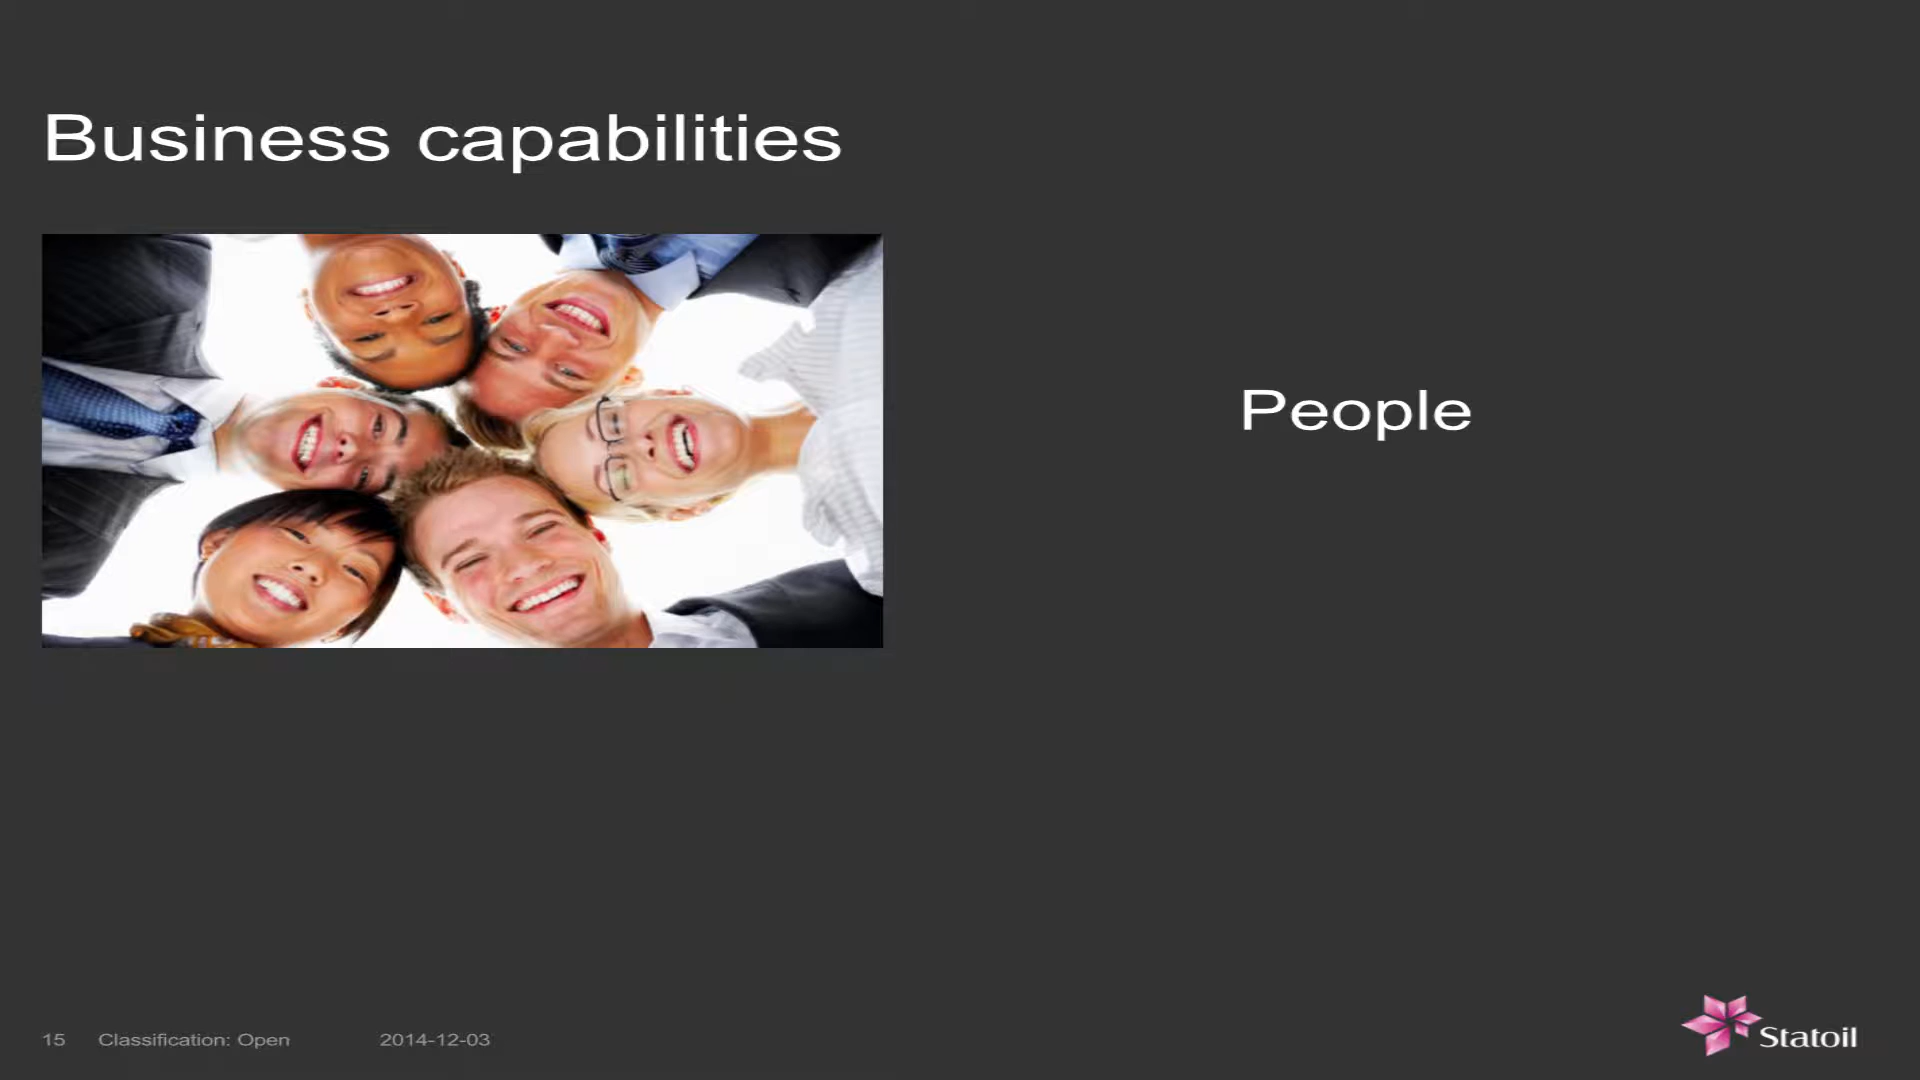 Business capabilities
People
15 Classification: Open 2014-12-03
Statoil